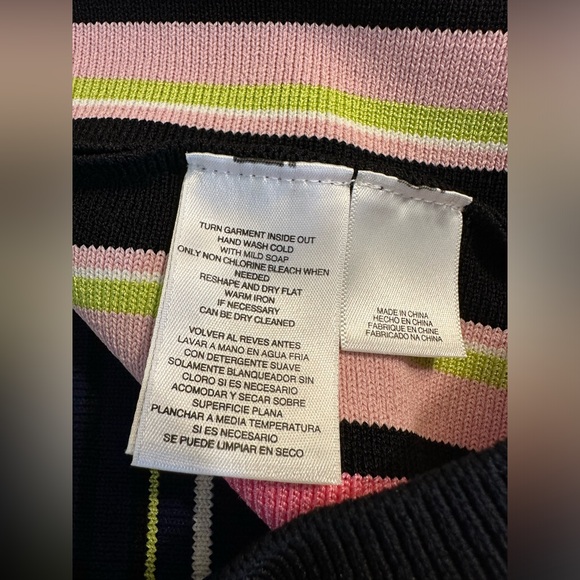 TURN GARMENT INSIDE OUT
HAND WASH COLD
WITH MILD SOAP
ONLY NON CHLORINE BLEACH WHEN
NEEDED
RESHAPE AND DRY FLAT
WARM IRON
IF NECESSARY
CAN BE DRY CLEANED
VOLVER AL REVES ANTES
LAVAR A MANO EN AGUA FRIA
CON DETERGENTE SUAVE
SOLAMENTE BLANQUEADOR SIN
CLORO SI ES NECESARIO
ACOMODAR Y SECAR SOBRE
SUPERFICIE PLANA
PLANCHAR A MEDIA TEMPERATURA
SI ES NECESARIO
SE PUEDE LIMPIAR EN SECO
MADE IN CHINA
HECHO EN CHINA
FABRIQUE EN CHINE
FABRICADO NA CHINA